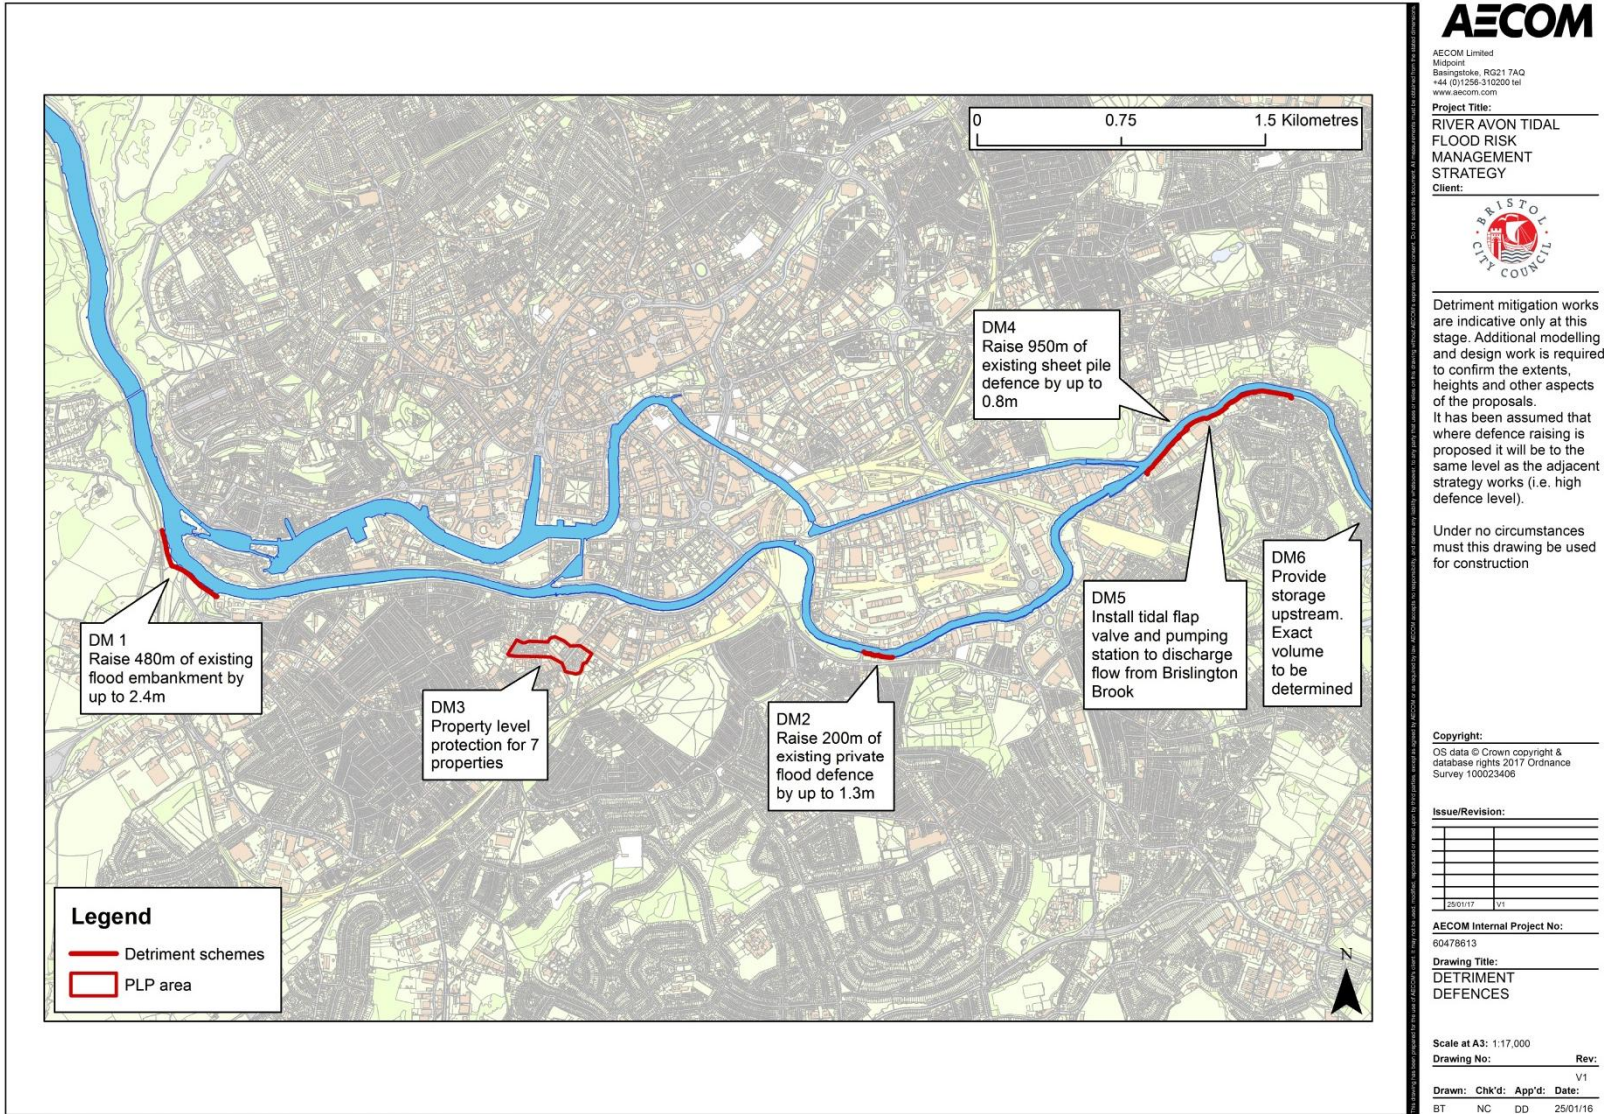 0 0.75 1.5 Kilometres
DM4
Raise 950m of
existing sheet pile
defence by up to
0.8m
DM 1
Raise 480m of existing
flood embankment by
up to 2.4m
DM3
Property level
protection for 7
properties
DM2
Raise 200m of
existing private
flood defence
by up to 1.3m
DM5
Install tidal flap
valve and pumping
station to discharge
flow from Brislington
Brook
DM6
Provide
storage
upstream.
Exact
volume
to be
determined
Legend
Detriment schemes
PLP area
N
AECOM
AECOM Limited
Midpoint
Basingstoke, RG21 7AQ
+44 (0)1256-310200 tel
www.aecom.com
Project Title:
RIVER AVON TIDAL
FLOOD RISK
MANAGEMENT
STRATEGY
Client:
BRISTOL
CITY COUNCIL
Detriment mitigation works
are indicative only at this
stage. Additional modelling
and design work is required
to confirm the extents,
heights and other aspects
of the proposals.
It has been assumed that
where defence raising is
proposed it will be to the
same level as the adjacent
strategy works (i.e. high
defence level).
Under no circumstances
must this drawing be used
for construction
Copyright:
OS data © Crown copyright &
database rights 2017 Ordnance
Survey 100023406
Issue/Revision:
25/01/17 V1
AECOM Internal Project No:
60478613
Drawing Title:
DETRIMENT
DEFENCES
Scale at A3: 1:17,000
Drawing No: Rev:
V1
Drawn: Chk'd: App'd: Date:
BT NC DD 25/01/16